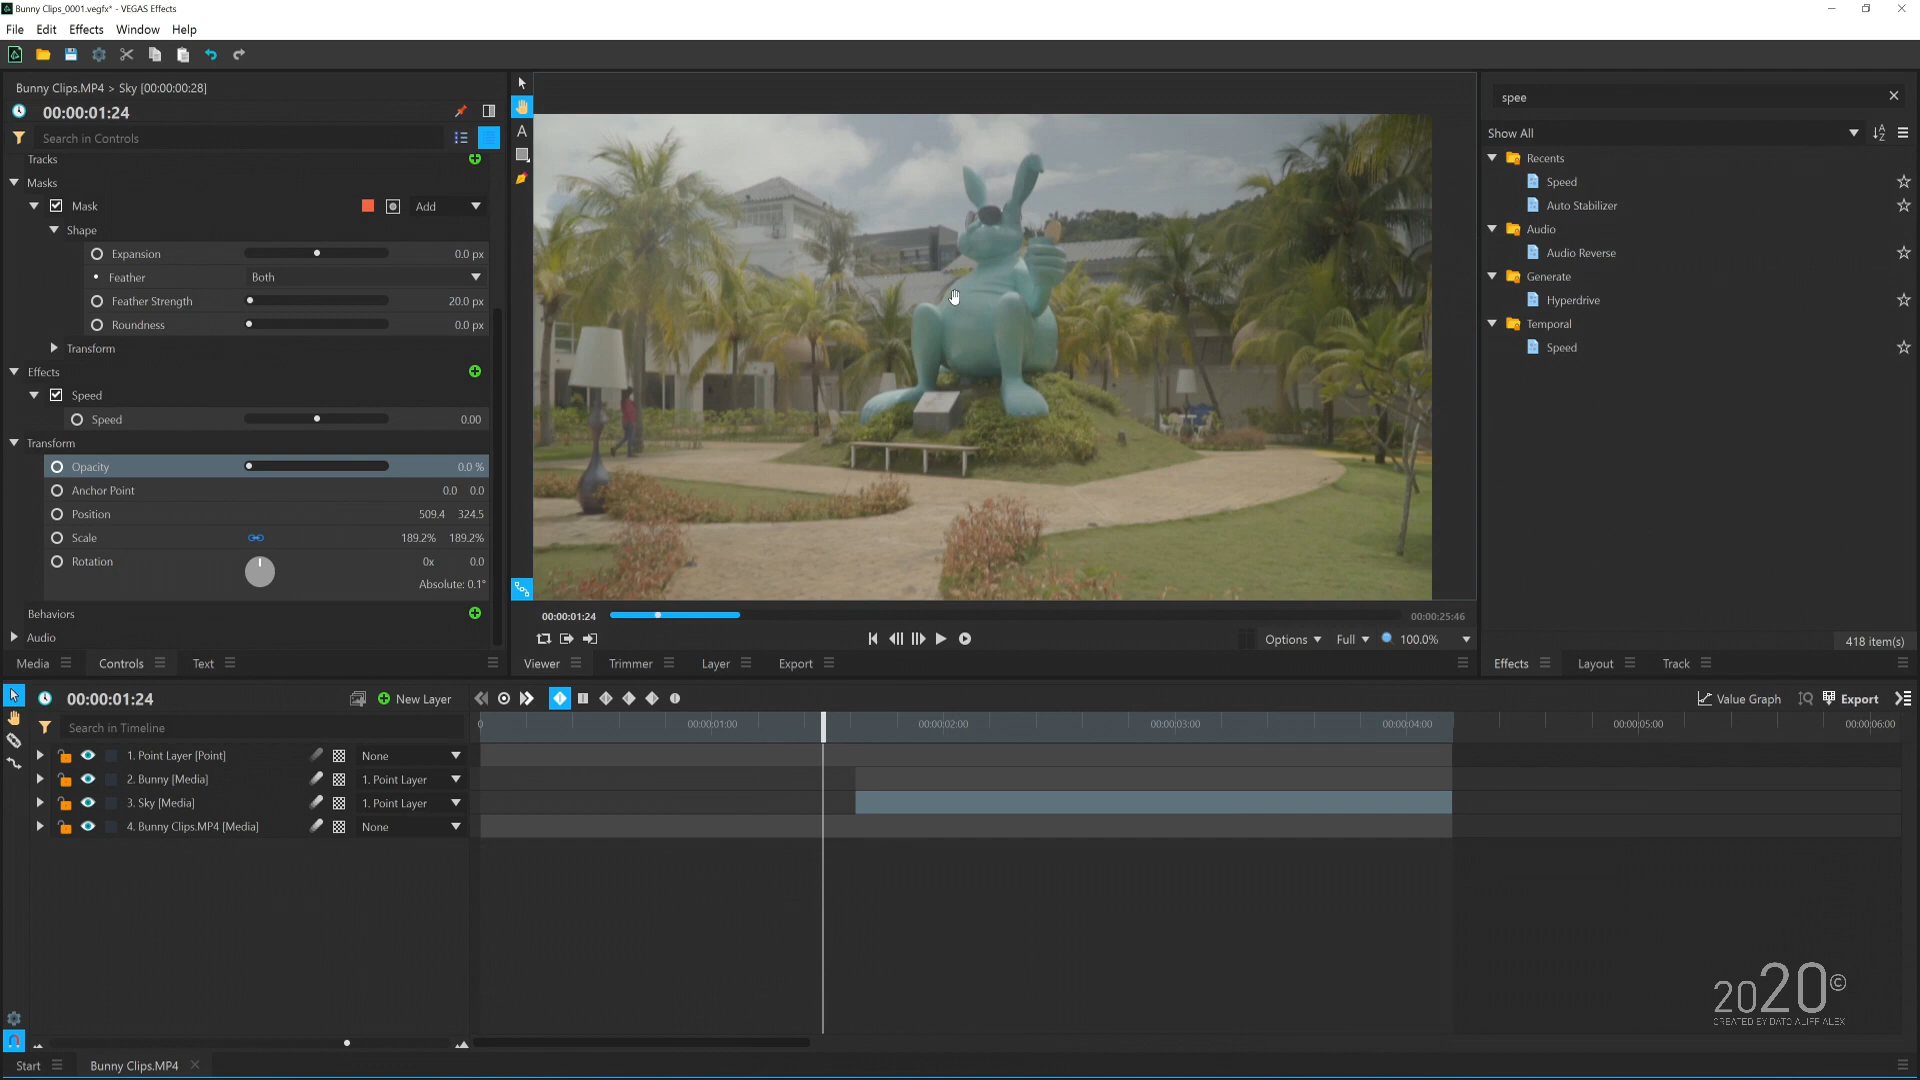 Bunny Clips_0001.vegfx* - VEGAS Effects
File Edit Effects Window Help
Bunny Clips.MP4 > Sky [00:00:00:28]
00:00:01:24
Search in Controls
Tracks
Masks
Mask Add
Shape
Expansion 0.0 px
Feather Both
Feather Strength 20.0 px
Roundness 0.0 px
Transform
Effects
Speed
Speed 0.00
Transform
Opacity 0.0 %
Anchor Point 0.0 0.0
Position 509.4 324.5
Scale 189.2% 189.2%
Rotation 0x 0.0
Absolute: 0.1°
Behaviors
Audio
Media Controls Text
A
00:00:01:24 00:00:25:46
Options Full 100.0%
Viewer Trimmer Layer Export
spee
Show All
Recents
Speed
Auto Stabilizer
Audio
Audio Reverse
Generate
Hyperdrive
Temporal
Speed
418 item(s)
Effects Layout Track
00:00:01:24 New Layer Value Graph Export
Search in Timeline
0 00:00:01:00 00:00:02:00 00:00:03:00 00:00:04:00 00:00:05:00 00:00:06:00
1. Point Layer [Point] None
2. Bunny [Media] 1. Point Layer
3. Sky [Media] 1. Point Layer
4. Bunny Clips.MP4 [Media] None
2020©
CREATED BY DATO ALIFF ALEX
Start Bunny Clips.MP4